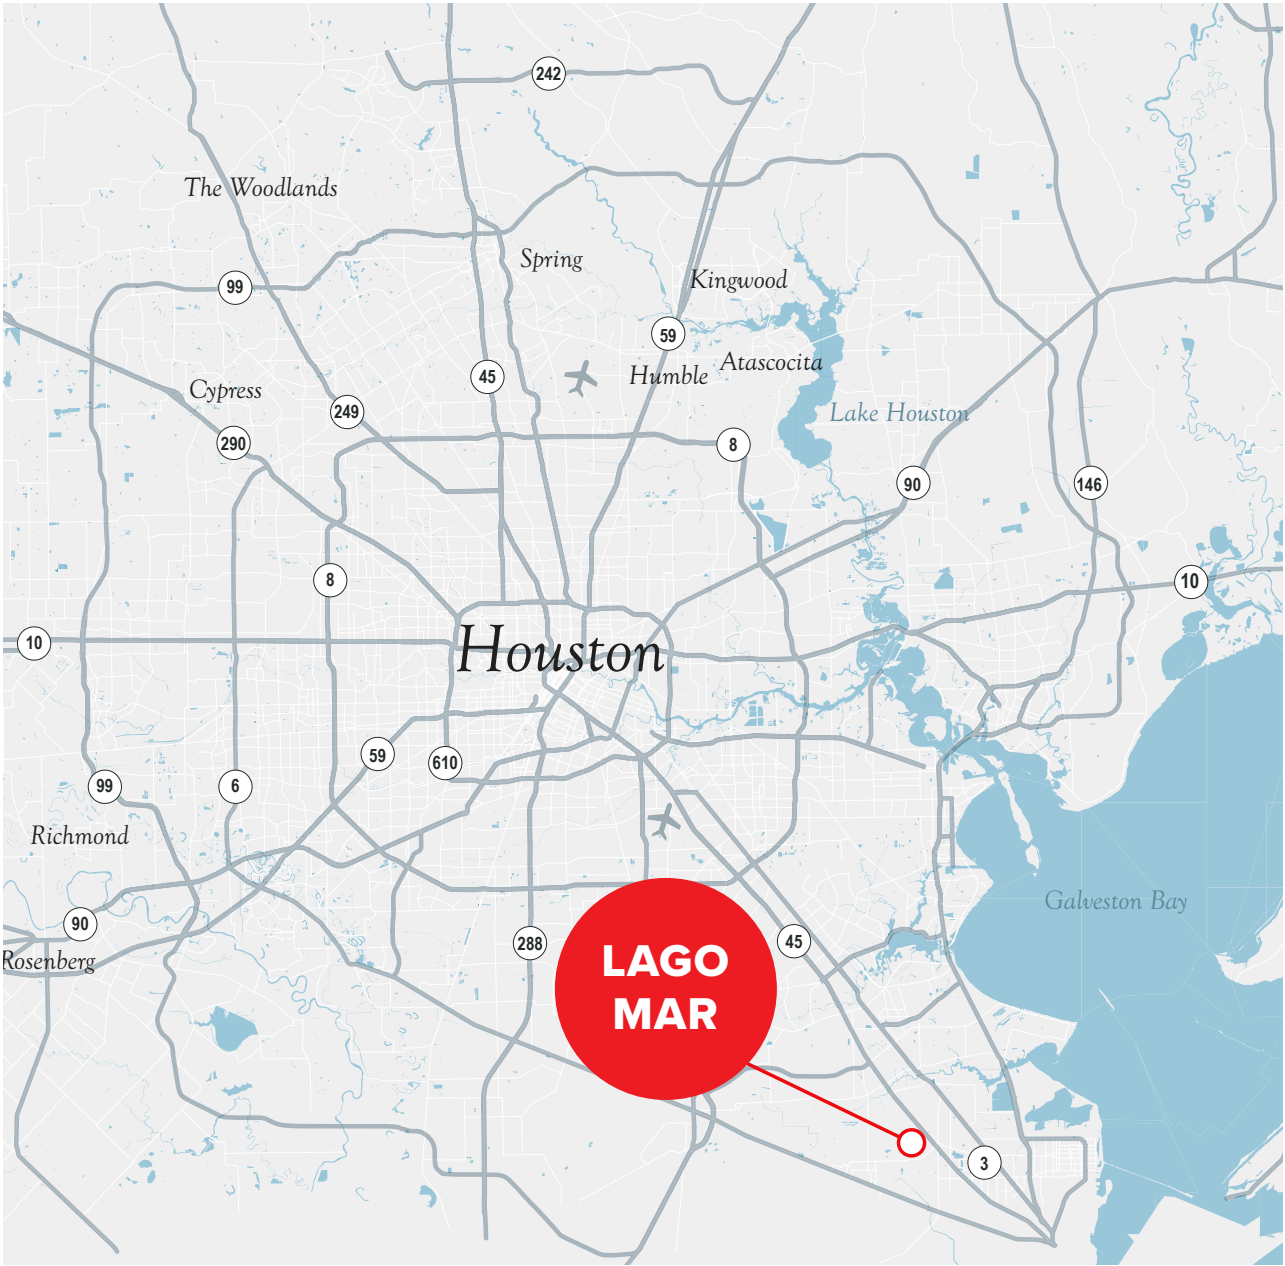 242
The Woodlands
Spring
Kingwood
99
59
Atascocita
Humble
45
Cypress
249
Lake Houston
290
8
90
146
8
10
10
Houston
59
610
99
6
Richmond
Galveston Bay
90
288
45
LAGO
MAR
Rosenberg
3